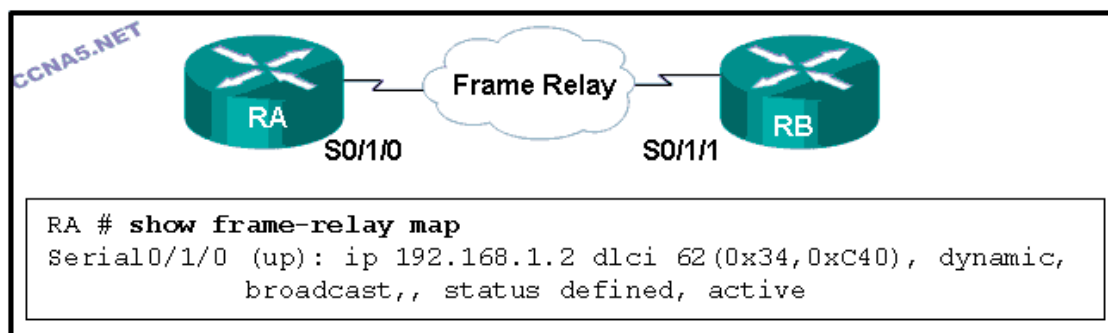 CCNA5.NET
Frame Relay
RA
RB
S0/1/0
S0/1/1
RA # show frame-relay map
Serial0/1/0 (up): ip 192.168.1.2 dlci 62(0x34,0xC40), dynamic,
broadcast,, status defined, active